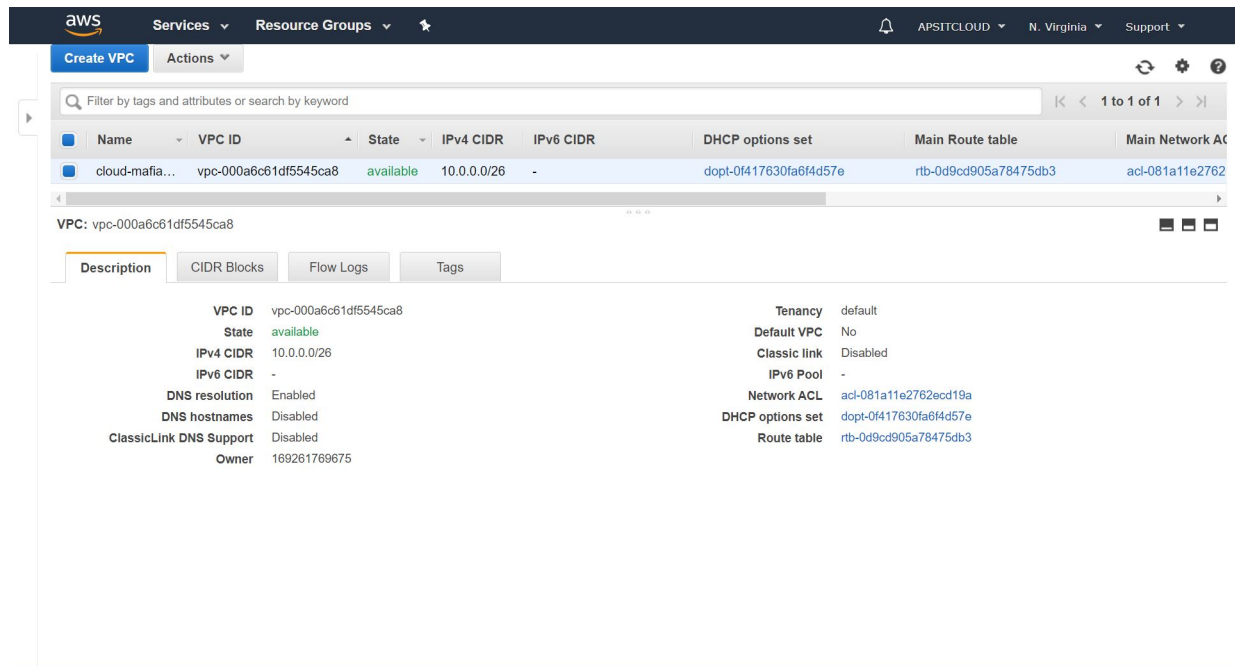 aws Services Resource Groups APSITCLOUD N. Virginia Support
Create VPC Actions
Filter by tags and attributes or search by keyword 1 to 1 of 1
Name VPC ID State IPv4 CIDR IPv6 CIDR DHCP options set Main Route table Main Network AC
cloud-mafia... vpc-000a6c61df5545ca8 available 10.0.0.0/26 - dopt-0f417630fa6f4d57e rtb-0d9cd905a78475db3 acl-081a11e2762
VPC: vpc-000a6c61df5545ca8
Description CIDR Blocks Flow Logs Tags
VPC ID vpc-000a6c61df5545ca8 Tenancy default
State available Default VPC No
IPv4 CIDR 10.0.0.0/26 Classic link Disabled
IPv6 CIDR - IPv6 Pool -
DNS resolution Enabled Network ACL acl-081a11e2762ecd19a
DNS hostnames Disabled DHCP options set dopt-0f417630fa6f4d57e
ClassicLink DNS Support Disabled Route table rtb-0d9cd905a78475db3
Owner 169261769675